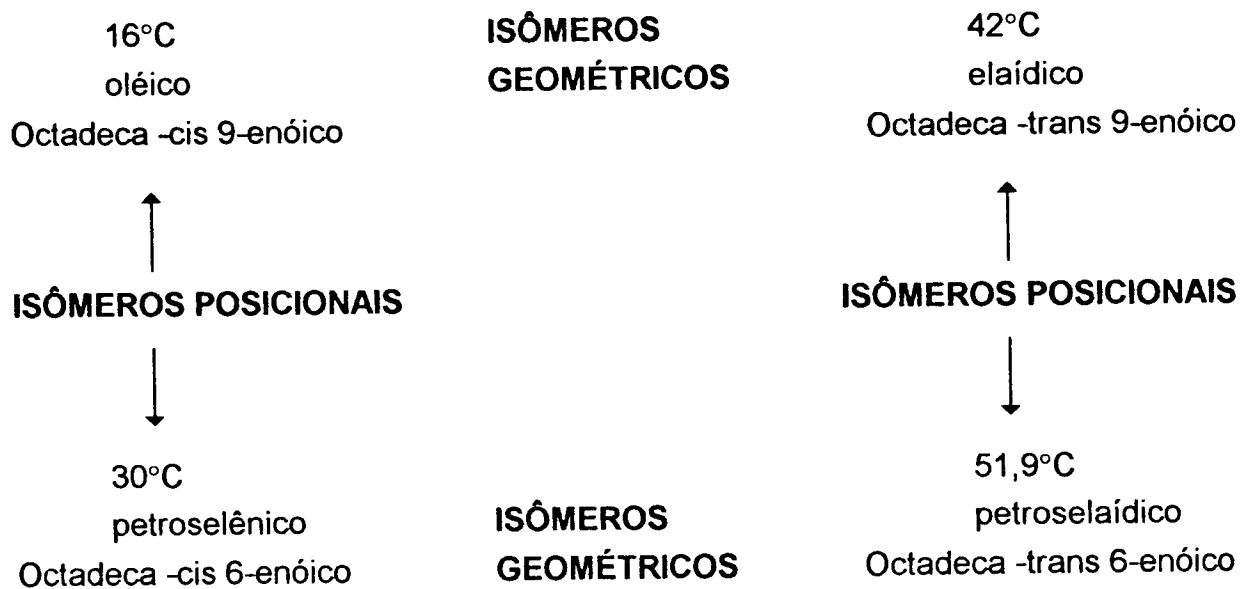 16°C
oléico
Octadeca -cis 9-enóico
ISÔMEROS
GEOMÉTRICOS
42°C
elaídico
Octadeca -trans 9-enóico
ISÔMEROS POSICIONAIS
ISÔMEROS POSICIONAIS
30°C
petroselênico
Octadeca -cis 6-enóico
ISÔMEROS
GEOMÉTRICOS
51,9°C
petroselaídico
Octadeca -trans 6-enóico